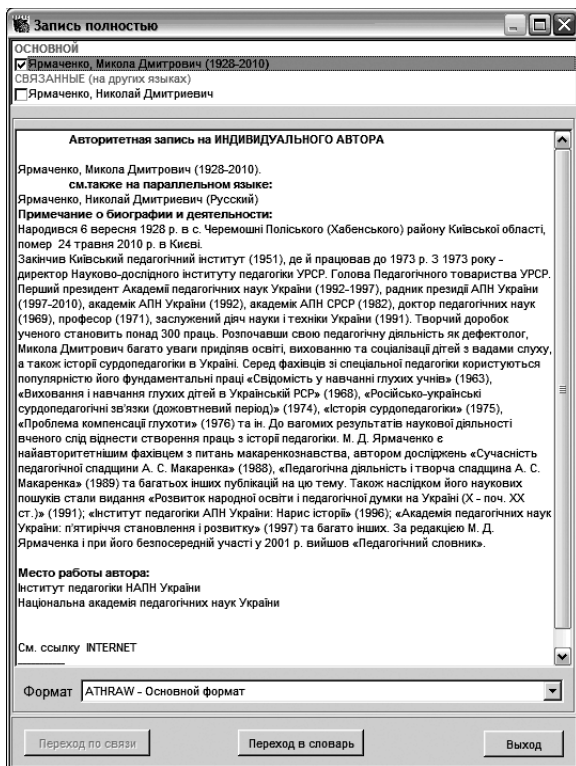 Запись полностью
ОСНОВНОЙ
Ярмаченко, Микола Дмитрович (1928-2010)
СВЯЗАННЫЕ (на других языках)
Ярмаченко, Николай Дмитриевич
Авторитетная запись на ИНДИВИДУАЛЬНОГО АВТОРА
Ярмаченко, Микола Дмитрович (1928-2010).
см.также на параллельном языке:
Ярмаченко, Николай Дмитриевич (Русский)
Примечание о биографии и деятельности:
Народився 6 вересня 1928 р. в с. Черемошні Поліського (Хабенського) району Київської області,
помер 24 травня 2010 р. в Києві.
Закінчив Київський педагогічний інститут (1951), де й працював до 1973 р. З 1973 року -
директор Науково-дослідного інституту педагогіки УРСР. Голова Педагогічного товариства УРСР.
Перший президент Академії педагогічних наук України (1992-1997), радник президії АПН України
(1997-2010), академік АПН України (1992), академік АПН СРСР (1982), доктор педагогічних наук
(1969), професор (1971), заслужений діяч науки і техніки України (1991). Творчий доробок
ученого становить понад 300 праць. Розпочавши свою педагогічну діяльність як дефектолог,
Микола Дмитрович багато уваги приділяв освіті, вихованню та соціалізації дітей з вадами слуху,
а також історії сурдопедагогіки в Україні. Серед фахівців зі спеціальної педагогіки користуються
популярністю його фундаментальні праці «Свідомість у навчанні глухих учнів» (1963),
«Виховання і навчання глухих дітей в Українській РСР» (1968), «Російсько-українські
сурдопедагогічні зв'язки (дожовтневий період)» (1974), «Історія сурдопедагогіки» (1975),
«Проблема компенсації глухоти» (1976) та ін. До вагомих результатів наукової діяльності
вченого слід віднести створення праць з історії педагогіки. М. Д. Ярмаченко є
найавторитетнішим фахівцем з питань макаренкознавства, автором досліджень «Сучасність
педагогічної спадщини А. С. Макаренка» (1988), «Педагогічна діяльність і творча спадщина А. С.
Макаренка» (1989) та багатьох інших публікацій на цю тему. Також наслідком його наукових
пошуків стали видання «Розвиток народної освіти і педагогічної думки на Україні (X - поч. XX
ст.)» (1991); «Інститут педагогіки АПН України: Нарис історії» (1996); «Академія педагогічних наук
України: п'ятиріччя становлення і розвитку» (1997) та багато інших. За редакцією М. Д.
Ярмаченка і при його безпосередній участі у 2001 р. вийшов «Педагогічний словник».
Место работы автора:
Інститут педагогіки НАПН України
Національна академія педагогічних наук України
См. ссылку INTERNET
Формат ATHRAW - Основной формат
Переход по связи Переход в словарь Выход